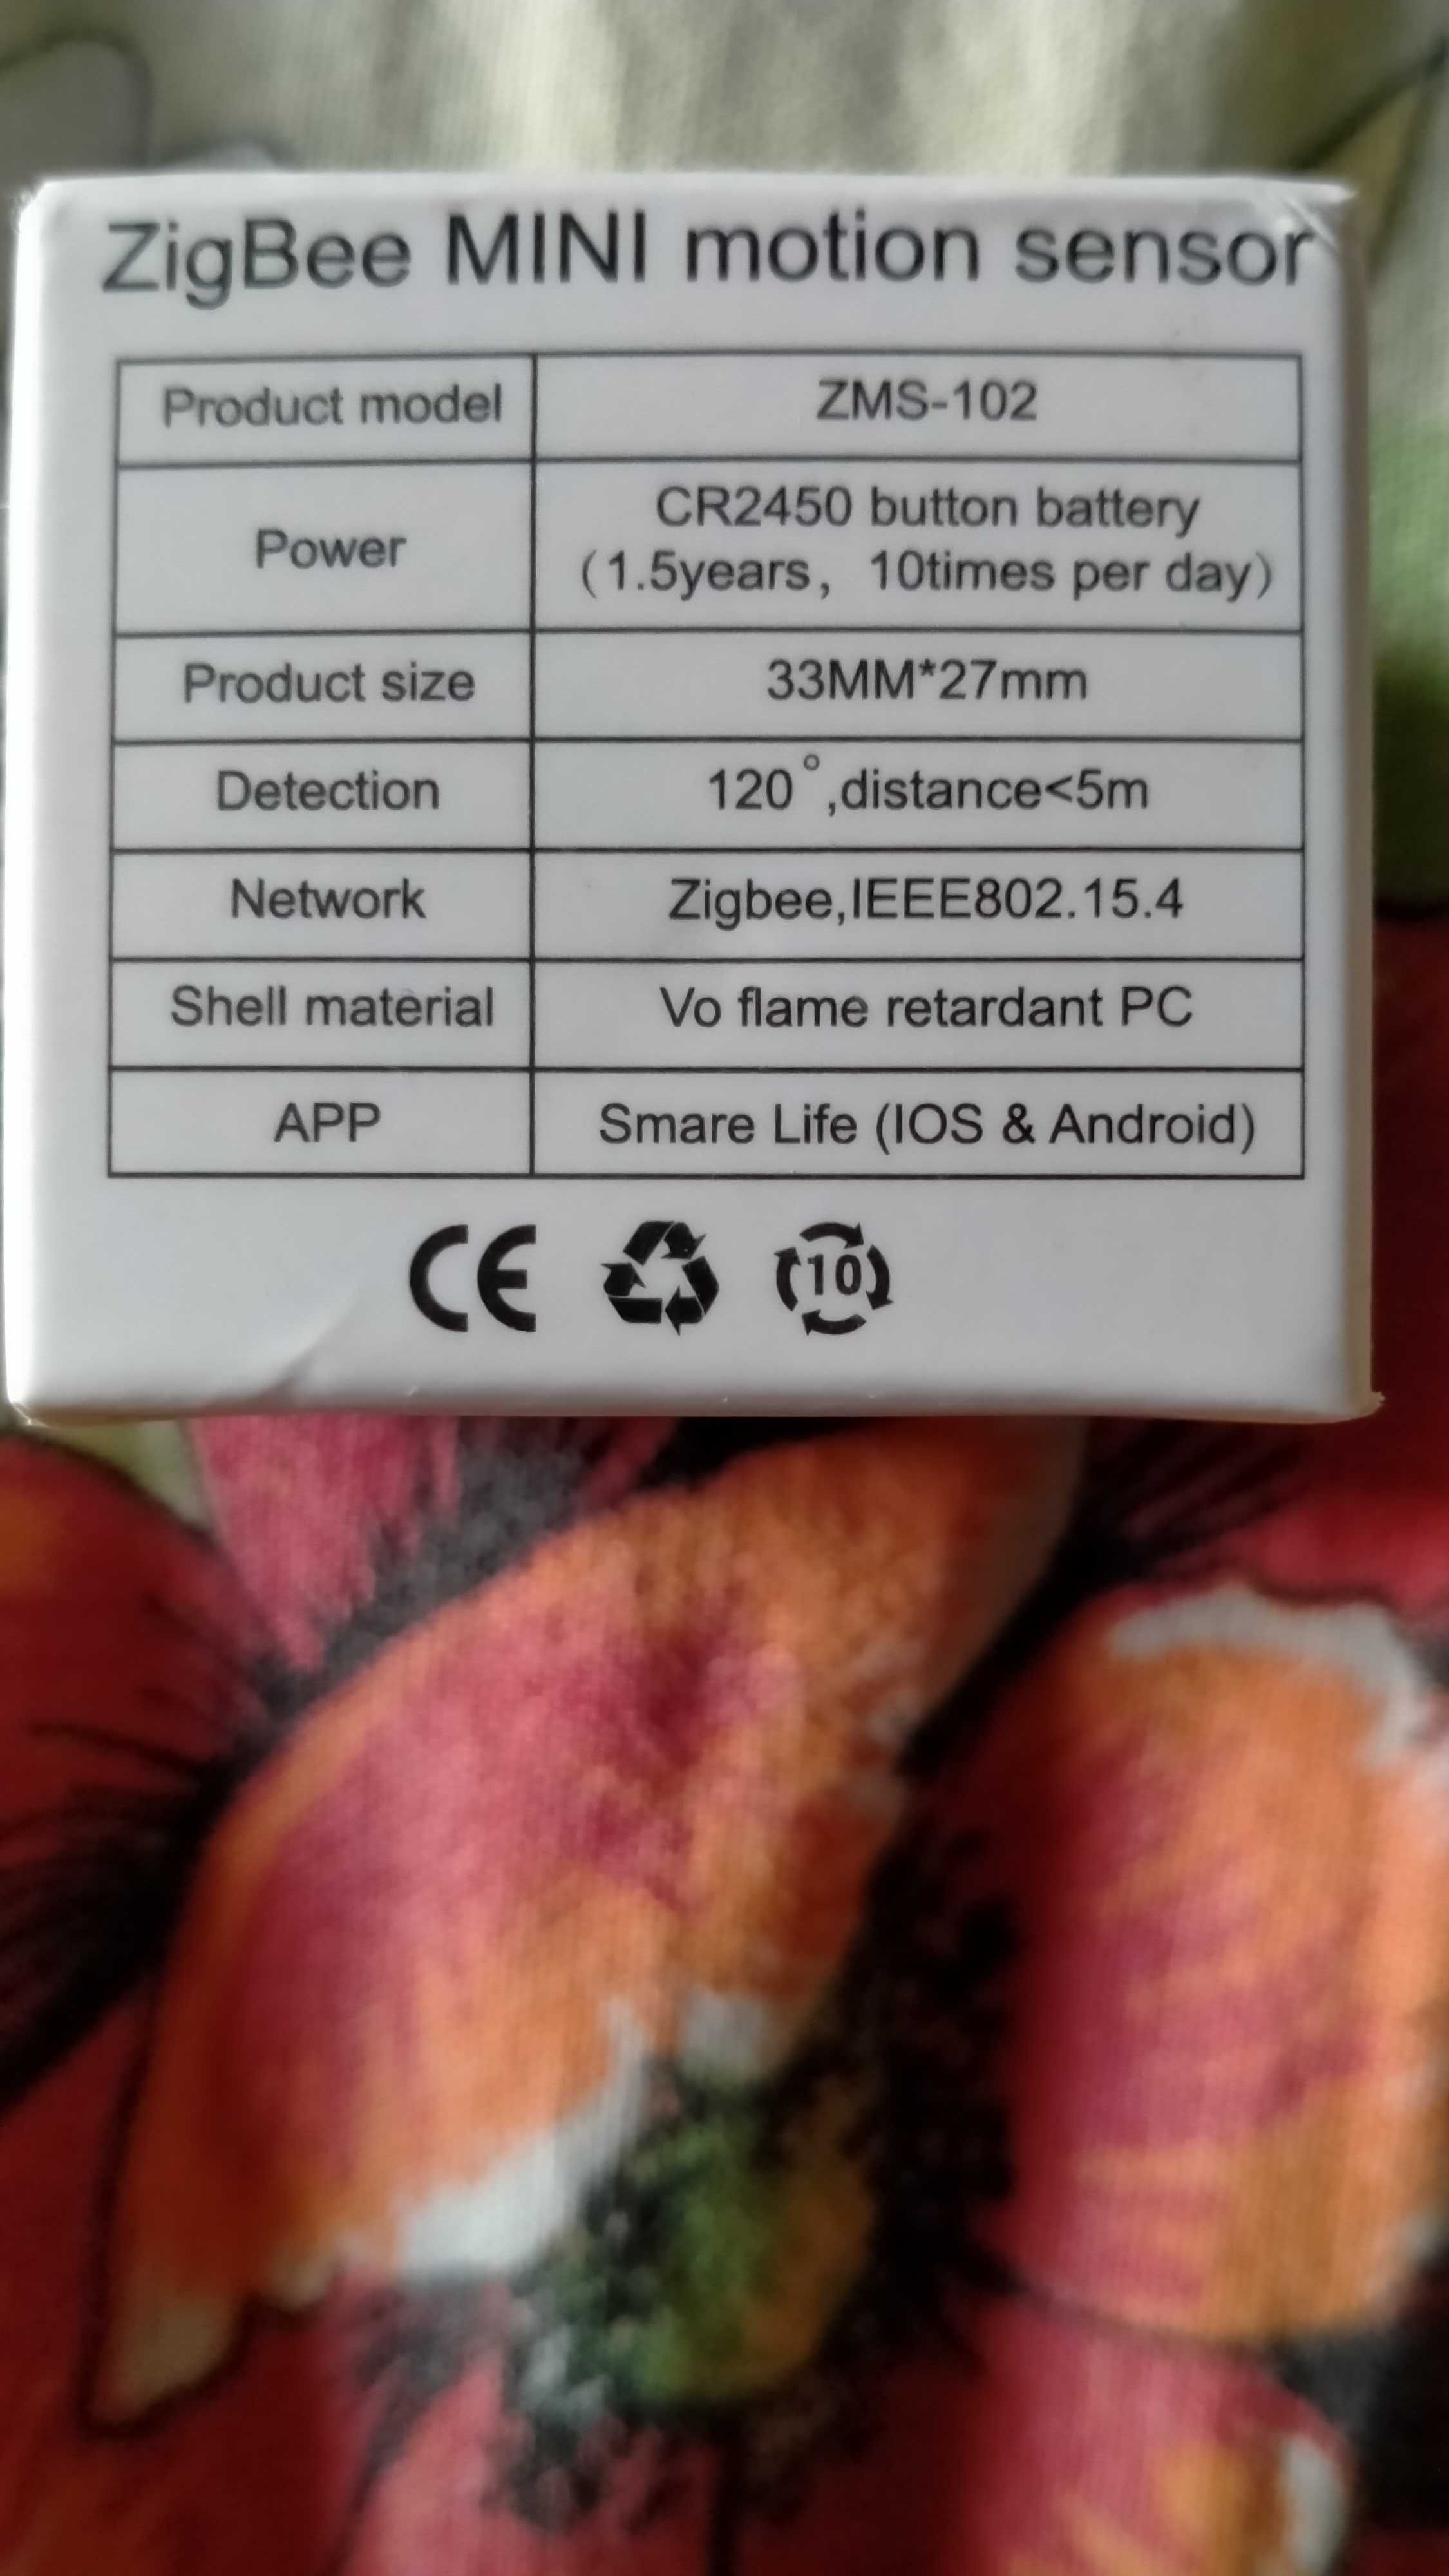 ZigBee MINI motion sensor
Product model ZMS-102
Power CR2450 button battery
(1.5years, 10times per day)
Product size 33MM*27mm
Detection 120°,distance<5m
Network Zigbee,IEEE802.15.4
Shell material Vo flame retardant PC
APP Smare Life (IOS & Android)
CE 10